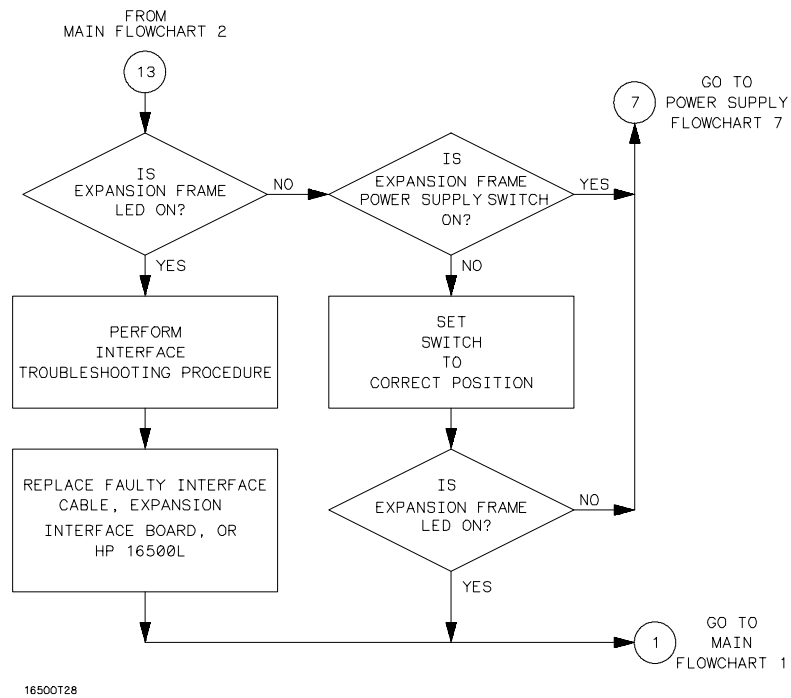 FROM
MAIN FLOWCHART 2
13
IS
EXPANSION FRAME
LED ON?
NO
IS
EXPANSION FRAME
POWER SUPPLY SWITCH
ON?
YES
7
GO TO
POWER SUPPLY
FLOWCHART 7
YES
NO
PERFORM
INTERFACE
TROUBLESHOOTING PROCEDURE
SET
SWITCH
TO
CORRECT POSITION
REPLACE FAULTY INTERFACE
CABLE, EXPANSION
INTERFACE BOARD, OR
HP 16500L
IS
EXPANSION FRAME
LED ON?
NO
YES
1
GO TO
MAIN
FLOWCHART 1
16500T28